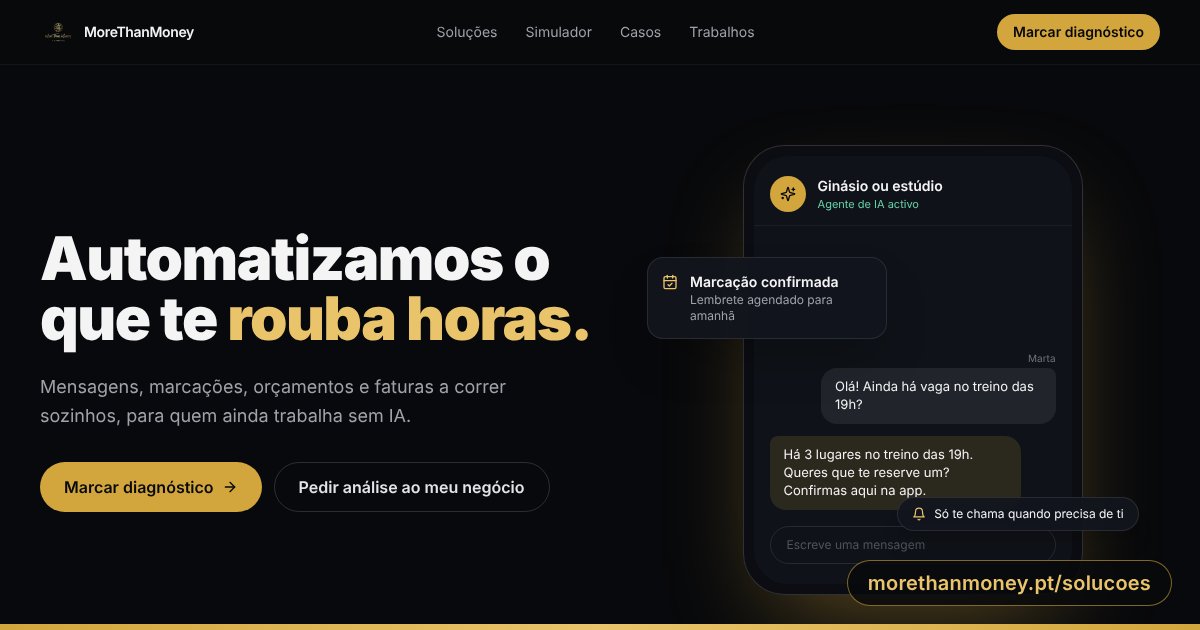 MoreThanMoney
Soluções
Simulador
Casos
Trabalhos
Marcar diagnóstico
Automatizamos o
que te rouba horas.
Mensagens, marcações, orçamentos e faturas a correr
sozinhos, para quem ainda trabalha sem IA.
Marcar diagnóstico →
Pedir análise ao meu negócio
Ginásio ou estúdio
Agente de IA activo
Marcação confirmada
Lembrete agendado para
amanhã
Marta
Olá! Ainda há vaga no treino das
19h?
Há 3 lugares no treino das 19h.
Queres que te reserve um?
Confirmas aqui na app.
Só te chama quando precisa de ti
Escreve uma mensagem
morethanmoney.pt/solucoes